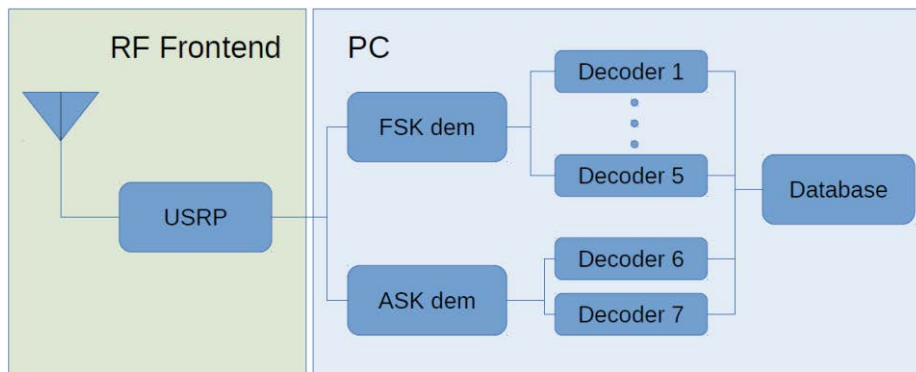 RF Frontend
PC
USRP
FSK dem
ASK dem
Decoder 1
Decoder 5
Decoder 6
Decoder 7
Database